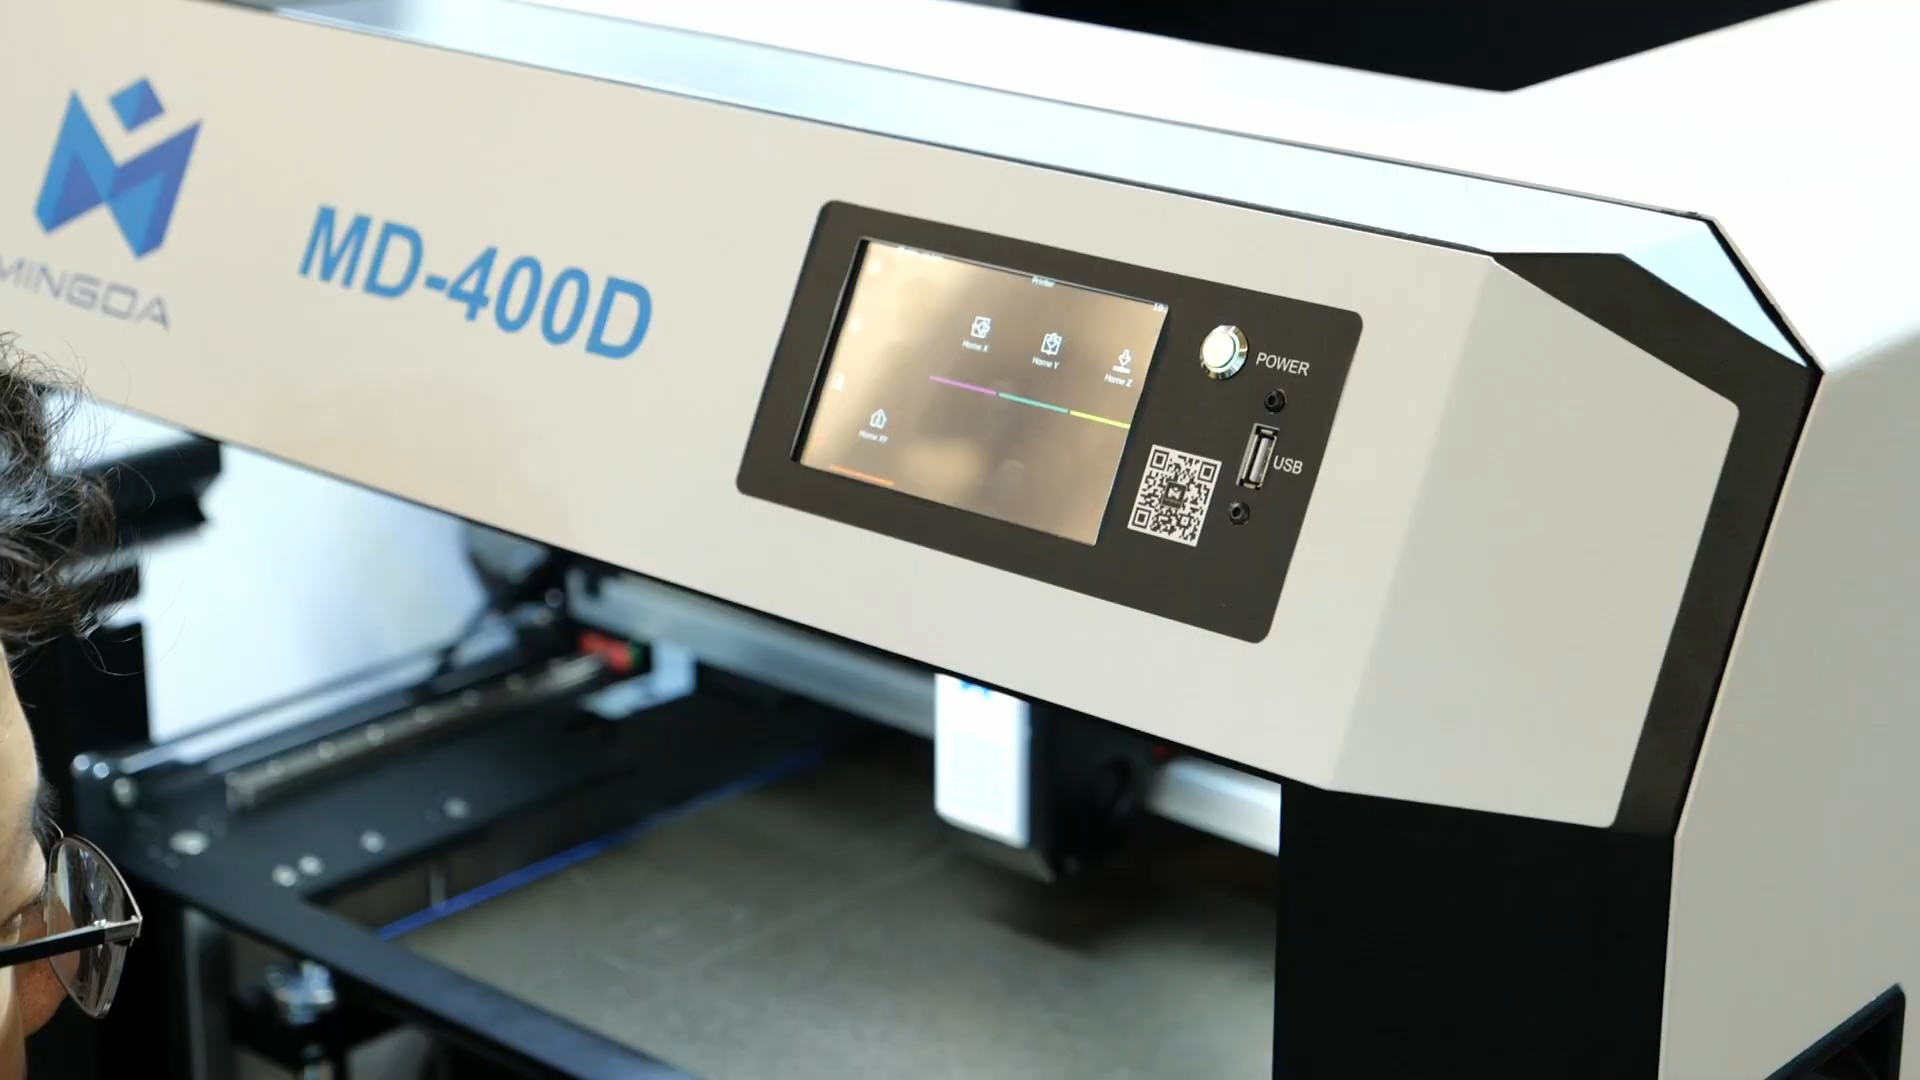 MINGDA
MD-400D
Printer
Home X
Home Y
Home Z
Home XY
POWER
USB